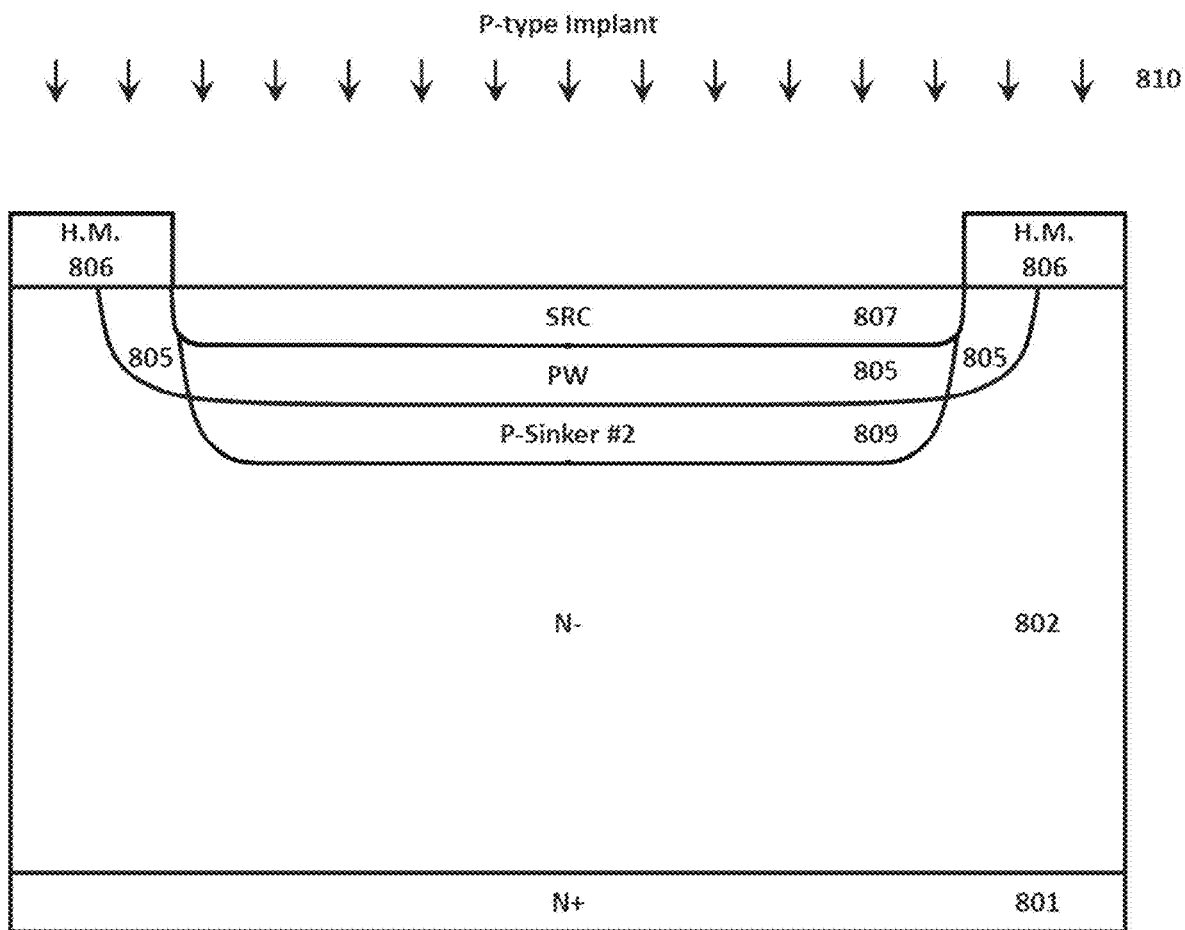 P-type Implant
810
H.M.
806
H.M.
806
SRC 807
805 PW 805 805
P-Sinker #2 809
N- 802
N+ 801